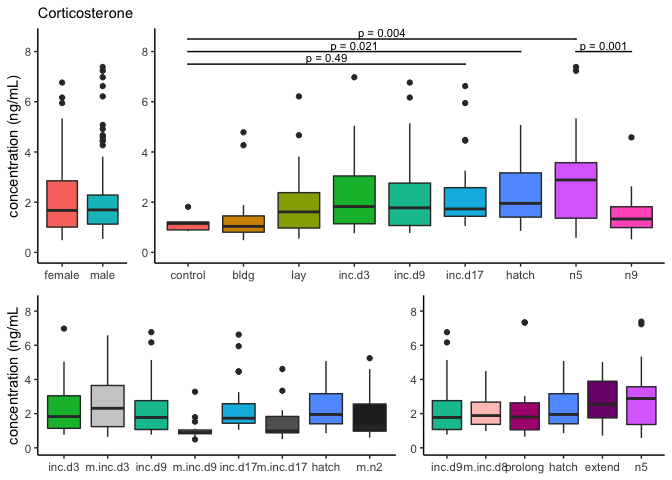 Corticosterone
concentration (ng/mL)
8
6
4
2
0
female male
8
6
4
2
0
p = 0.004
p = 0.021
p = 0.001
p = 0.49
control bldg lay inc.d3 inc.d9 inc.d17 hatch n5 n9
concentration (ng/mL
8
6
4
2
0
inc.d3 m.inc.d3 inc.d9 m.inc.d9 inc.d17 m.inc.d17 hatch m.n2
8
6
4
2
0
inc.d9 m.inc.d8 prolong hatch extend n5